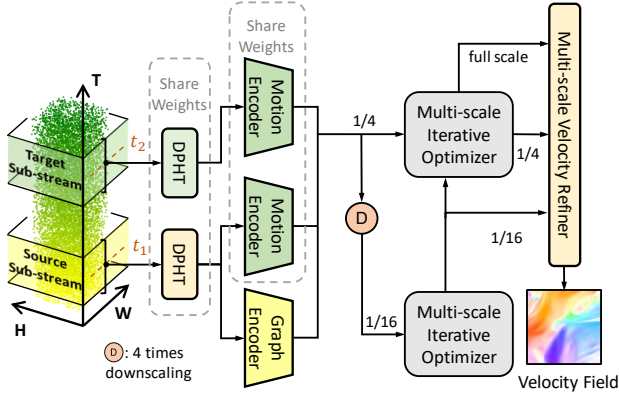 Share
Weights
T
Share
Weights
Motion
Encoder
full scale
Multi-scale Velocity Refiner
Target
Sub-stream
t2
DPHT
1/4
Multi-scale
Iterative
Optimizer
1/4
Source
Sub-stream
t1
DPHT
Motion
Encoder
D
1/16
H
W
Graph
Encoder
1/16
Multi-scale
Iterative
Optimizer
D : 4 times
downscaling
Velocity Field